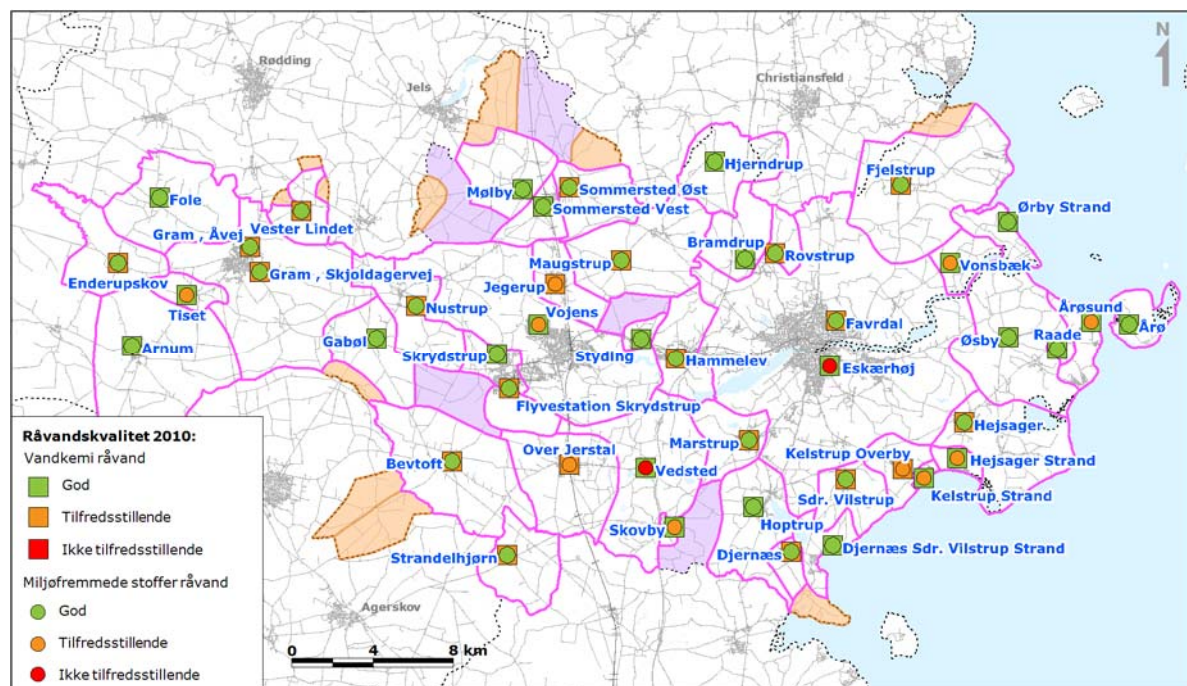 N
Rødding
Christiansfeld
Jels
Hjerndrup
Fjelstrup
Mølby
Sommersted Øst
Fole
Sommersted Vest
Ørby Strand
Vester Lindet
Gram , Åvej
Bramdrup
Rovstrup
Maugstrup
Vonsbæk
Gram , Skjoldagervej
Enderupskov
Jegerup
Tiset
Nustrup
Årøsund
Årø
Vojens
Favrdal
Raade
Gabøl
Øsby
Arnum
Skrydstrup
Styding
Hammelev
Eskærhøj
Flyvestation Skrydstrup
Hejsager
Råvandskvalitet 2010:
Marstrup
Over Jerstal
Kelstrup Overby
Vandkemi råvand
Hejsager Strand
Bevtoft
Vedsted
God
Kelstrup Strand
Sdr. Vilstrup
Tilfredsstillende
Hoptrup
Skovby
Ikke tilfredsstillende
Djernæs Sdr. Vilstrup Strand
Strandelhjørn
Djernæs
Miljøfremmede stoffer råvand
God
Agerskov
Tilfredsstillende
0 4 8 km
Ikke tilfredsstillende